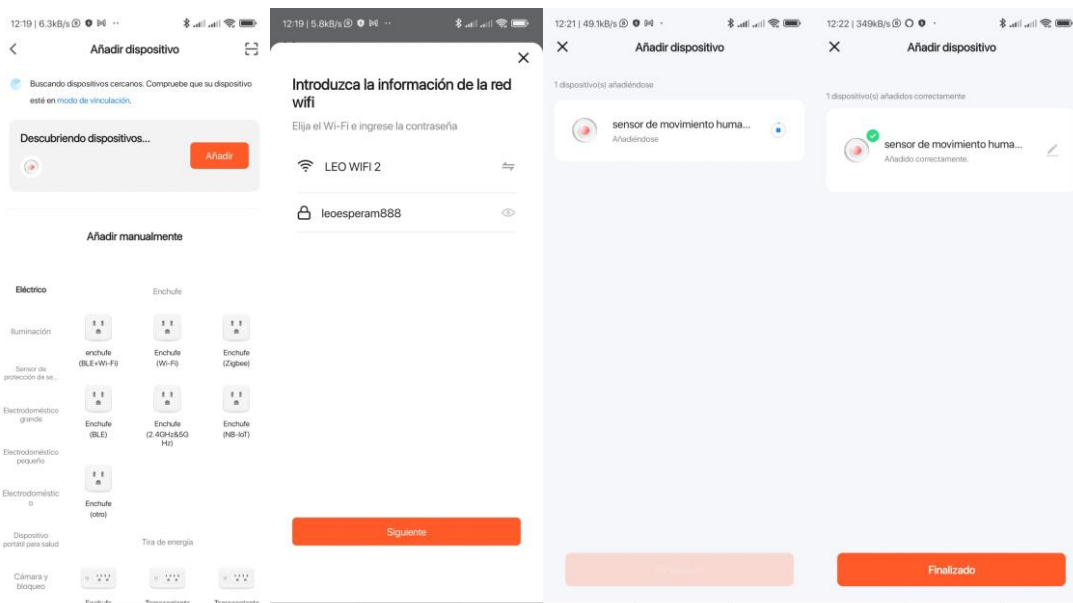 12:19 | 6.3kB/s
Añadir dispositivo
Buscando dispositivos cercanos. Compruebe que su dispositivo
esté en modo de vinculación.
Descubriendo dispositivos...
Añadir
Añadir manualmente
Eléctrico
Enchufe
Iluminación
enchufe
(BLE+Wi-Fi)
Enchufe
(Wi-Fi)
Enchufe
(Zigbee)
Sensor de
protección de se...
Electrodoméstico
grande
Enchufe
(BLE)
Enchufe
(2.4GHz&5G
Hz)
Enchufe
(NB-IoT)
Electrodoméstico
pequeño
Electrodoméstic
o
Enchufe
(otro)
Dispositivo
portátil para salud
Tira de energía
Cámara y
bloqueo
12:19 | 5.8kB/s
Introduzca la información de la red
wifi
Elija el Wi-Fi e ingrese la contraseña
LEO WIFI 2
leoesperam888
Siguiente
12:21 | 49.1kB/s
Añadir dispositivo
1 dispositivo(s) añadiéndose
sensor de movimiento huma...
Añadiéndose
12:22 | 349kB/s
Añadir dispositivo
1 dispositivo(s) añadidos correctamente
sensor de movimiento huma...
Añadido correctamente.
Finalizado